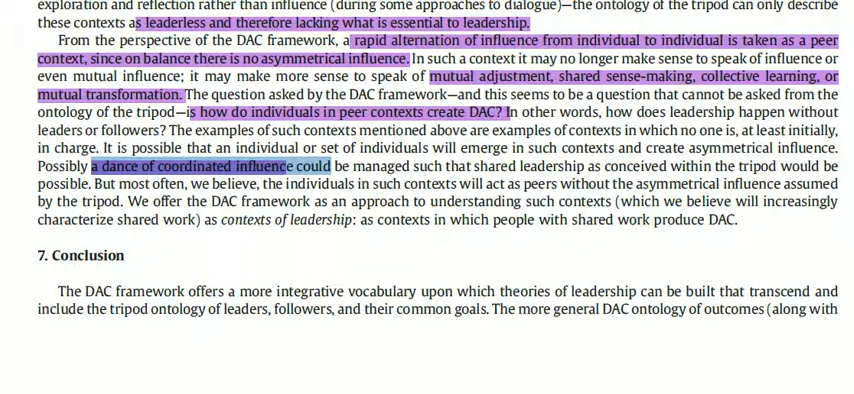 exploration and reflection rather than influence (during some approaches to dialogue)—the ontology of the tripod can only describe
these contexts as leaderless and therefore lacking what is essential to leadership.
From the perspective of the DAC framework, a rapid alternation of influence from individual to individual is taken as a peer
context, since on balance there is no asymmetrical influence. In such a context it may no longer make sense to speak of influence or
even mutual influence; it may make more sense to speak of mutual adjustment, shared sense-making, collective learning, or
mutual transformation. The question asked by the DAC framework—and this seems to be a question that cannot be asked from the
ontology of the tripod—is how do individuals in peer contexts create DAC? In other words, how does leadership happen without
leaders or followers? The examples of such contexts mentioned above are examples of contexts in which no one is, at least initially,
in charge. It is possible that an individual or set of individuals will emerge in such contexts and create asymmetrical influence.
Possibly a dance of coordinated influence could be managed such that shared leadership as conceived within the tripod would be
possible. But most often, we believe, the individuals in such contexts will act as peers without the asymmetrical influence assumed
by the tripod. We offer the DAC framework as an approach to understanding such contexts (which we believe will increasingly
characterize shared work) as contexts of leadership: as contexts in which people with shared work produce DAC.
7. Conclusion
The DAC framework offers a more integrative vocabulary upon which theories of leadership can be built that transcend and
include the tripod ontology of leaders, followers, and their common goals. The more general DAC ontology of outcomes (along with